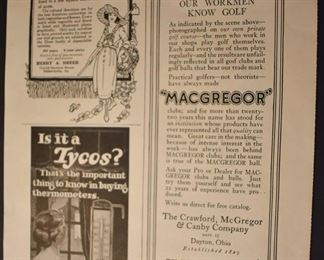 HENRY A. DREER
Is it a
Tycos?
That's the important
thing to know in buying
thermometers.
OUR WORKMEN
KNOW GOLF
As indicated by the scene above—
photographed on our own private
golf course—the men who work in
our shops play golf themselves.
Each and every one of them plays
regularly—and the results are unfail-
ingly reflected in all golf clubs and
golf balls that bear our trade mark.
Practical golfers—not theorists—
have always made
"MACGREGOR"
clubs; and for more than twenty-
two years this name has stood for
an institution whose products have
ever represented all that quality can
mean. Great care in the making—
because of intense interest in the
work—has always been behind
MACGREGOR clubs; and the same
is true of the MACGREGOR ball.
Ask your Pro or Dealer for MAC-
GREGOR clubs and balls. Just
try them yourself and see what
22 years of experience have pro-
duced.
Write us direct for free catalog.
The Crawford, McGregor
& Canby Company
Dayton, Ohio
Established 1829